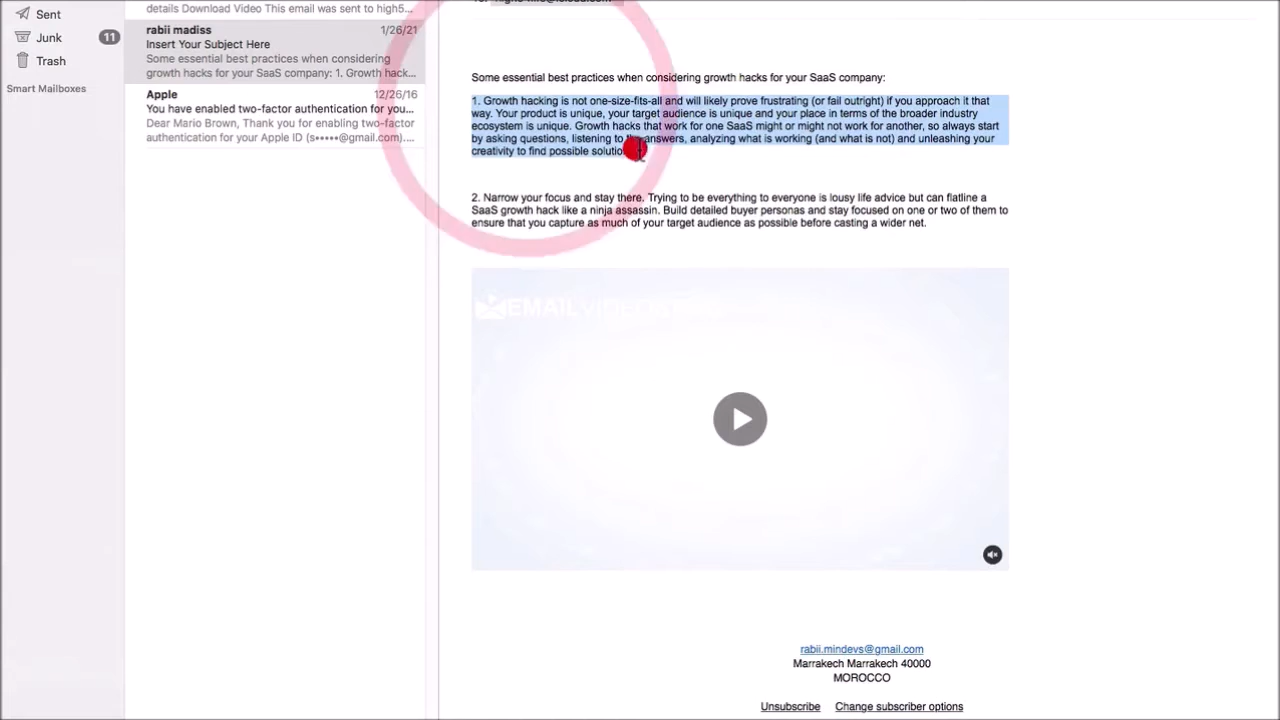 Sent
Junk
11
Trash
Smart Mailboxes
details Download Video This email was sent to high5...
rabii madiss
1/26/21
Insert Your Subject Here
Some essential best practices when considering
growth hacks for your SaaS company: 1. Growth hack...
Apple
12/26/16
You have enabled two-factor authentication for you...
Dear Mario Brown, Thank you for enabling two-factor
authentication for your Apple ID (s•••••@gmail.com)....
Some essential best practices when considering growth hacks for your SaaS company:
1. Growth hacking is not one-size-fits-all and will likely prove frustrating (or fail outright) if you approach it that
way. Your product is unique, your target audience is unique and your place in terms of the broader industry
ecosystem is unique. Growth hacks that work for one SaaS might or might not work for another, so always start
by asking questions, listening to the answers, analyzing what is working (and what is not) and unleashing your
creativity to find possible
2. Narrow your focus and stay there. Trying to be everything to everyone is lousy life advice but can flatline a
SaaS growth hack like a ninja assassin. Build detailed buyer personas and stay focused on one or two of them to
ensure that you capture as much of your target audience as possible before casting a wider net.
EMAILVIDEO
rabii.mindevs@gmail.com
Marrakech Marrakech 40000
MOROCCO
Unsubscribe Change subscriber options